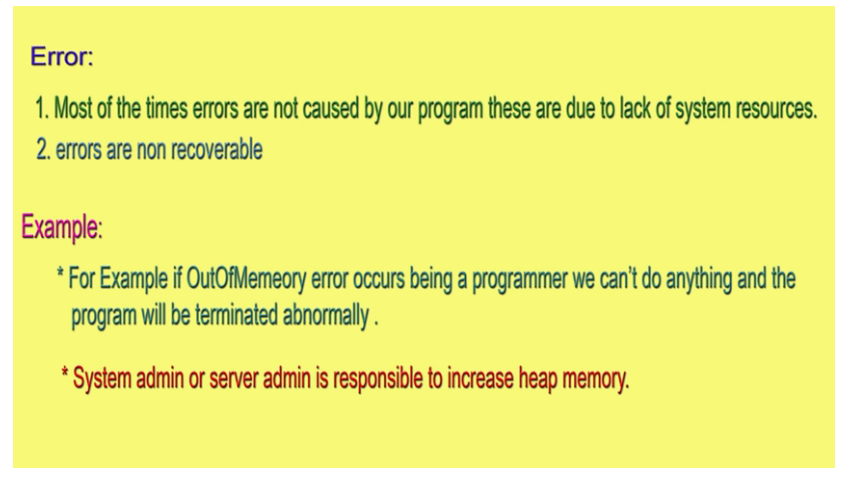 Error:
1. Most of the times errors are not caused by our program these are due to lack of system resources.
2. errors are non recoverable
Example:
* For Example if OutOfMemeory error occurs being a programmer we can't do anything and the
program will be terminated abnormally .
* System admin or server admin is responsible to increase heap memory.